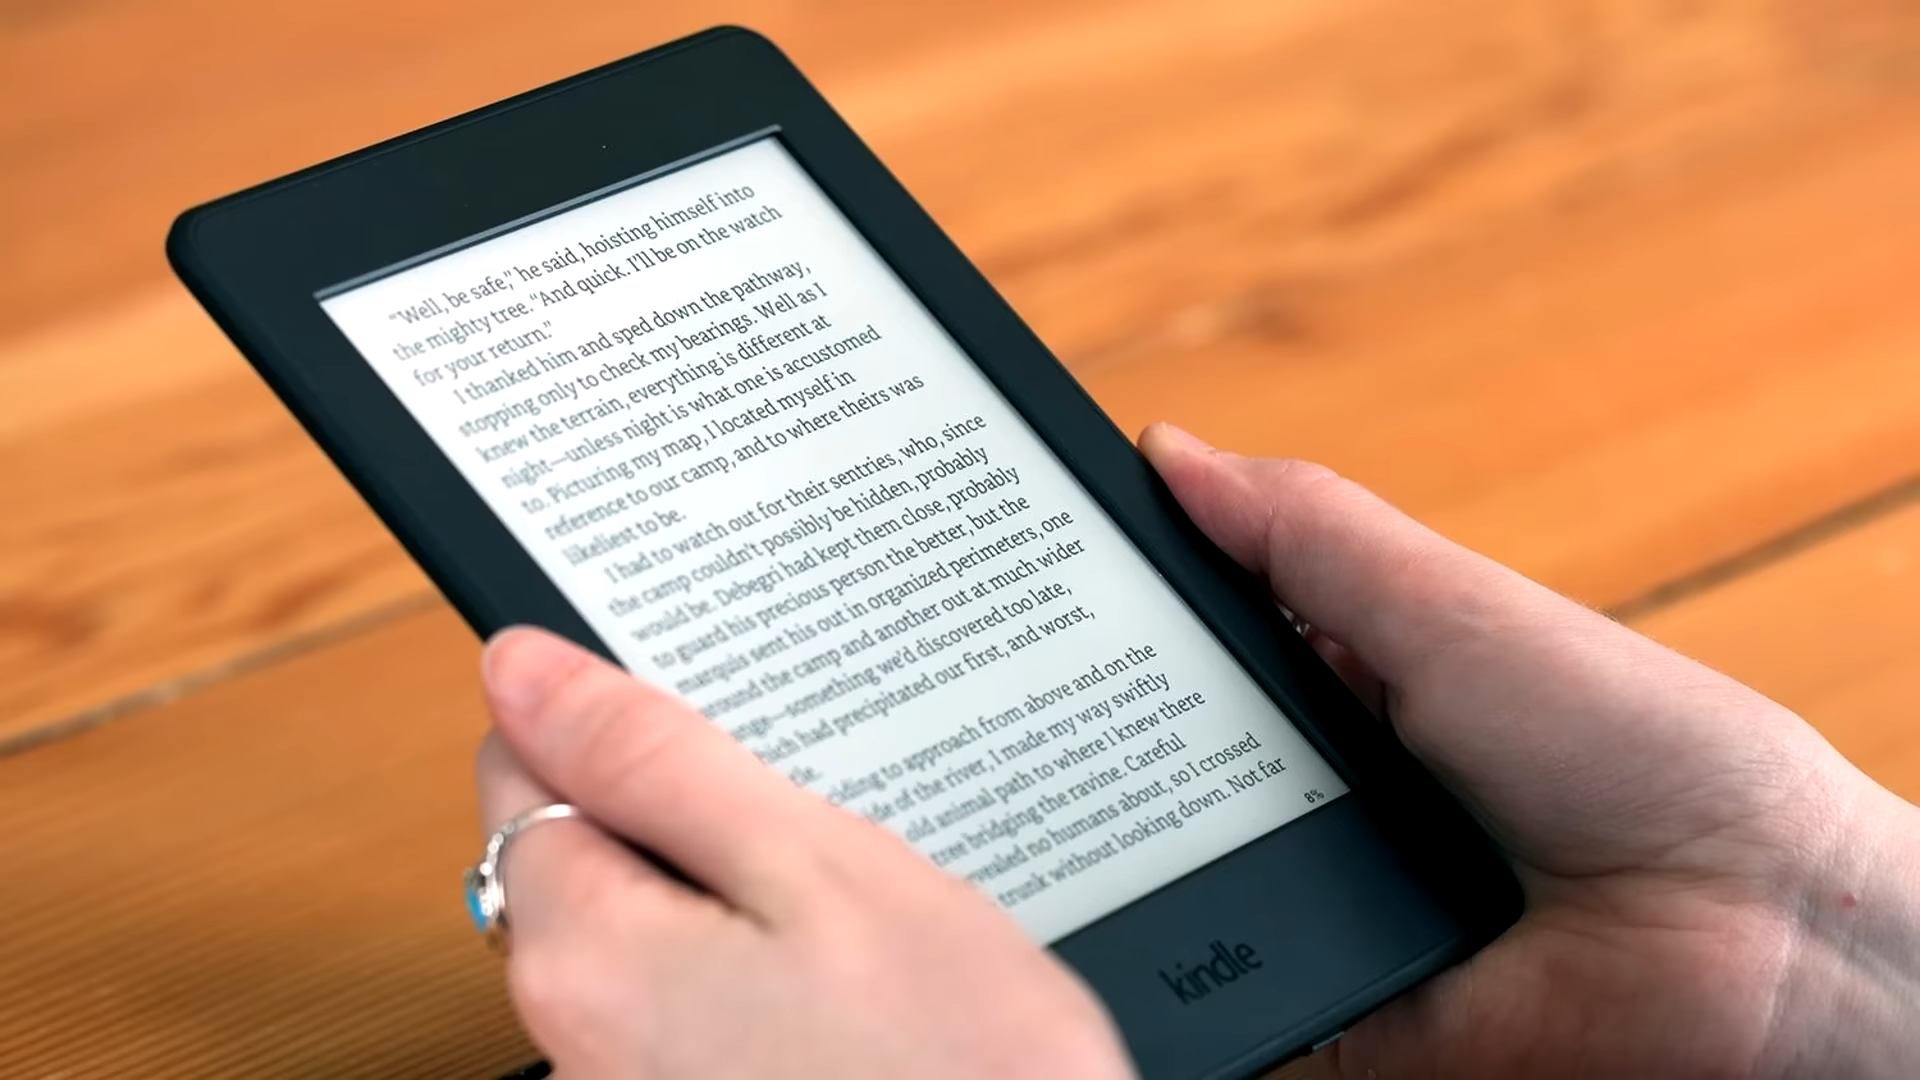 “Well, be safe,” he said, hoisting himself into
the mighty tree. “And quick. I’ll be on the watch
for your return.”
I thanked him and sped down the pathway,
stopping only to check my bearings. Well as I
knew the terrain, everything is different at
night—unless night is what one is accustomed
to. Picturing my map, I located myself in
reference to our camp, and to where theirs was
likeliest to be.
I had to watch out for their sentries, who, since
the camp couldn’t possibly be hidden, probably
would be. Debegri had kept them close, probably
to guard his precious person the better, but the
marquis sent his out in organized perimeters, one
around the camp and another out at much wider
—something we’d discovered too late,
had precipitated our first, and worst,
to approach from above and on the
of the river, I made my way swiftly
old animal path to where I knew there
tree bridging the ravine. Careful
no humans about, so I crossed
trunk without looking down. Not far
8%
kindle